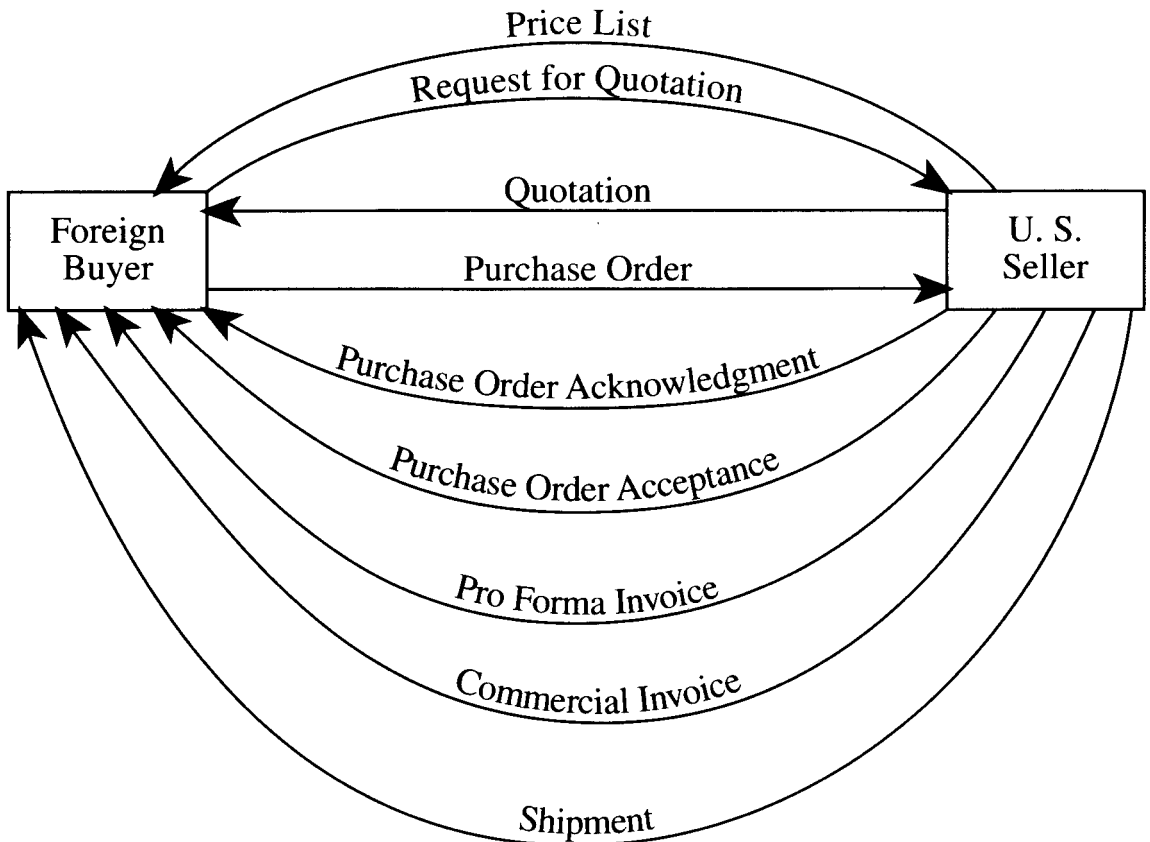 Price List
Request for Quotation
Quotation
Foreign
Buyer
U. S.
Seller
Purchase Order
Purchase Order Acknowledgment
Purchase Order Acceptance
Pro Forma Invoice
Commercial Invoice
Shipment